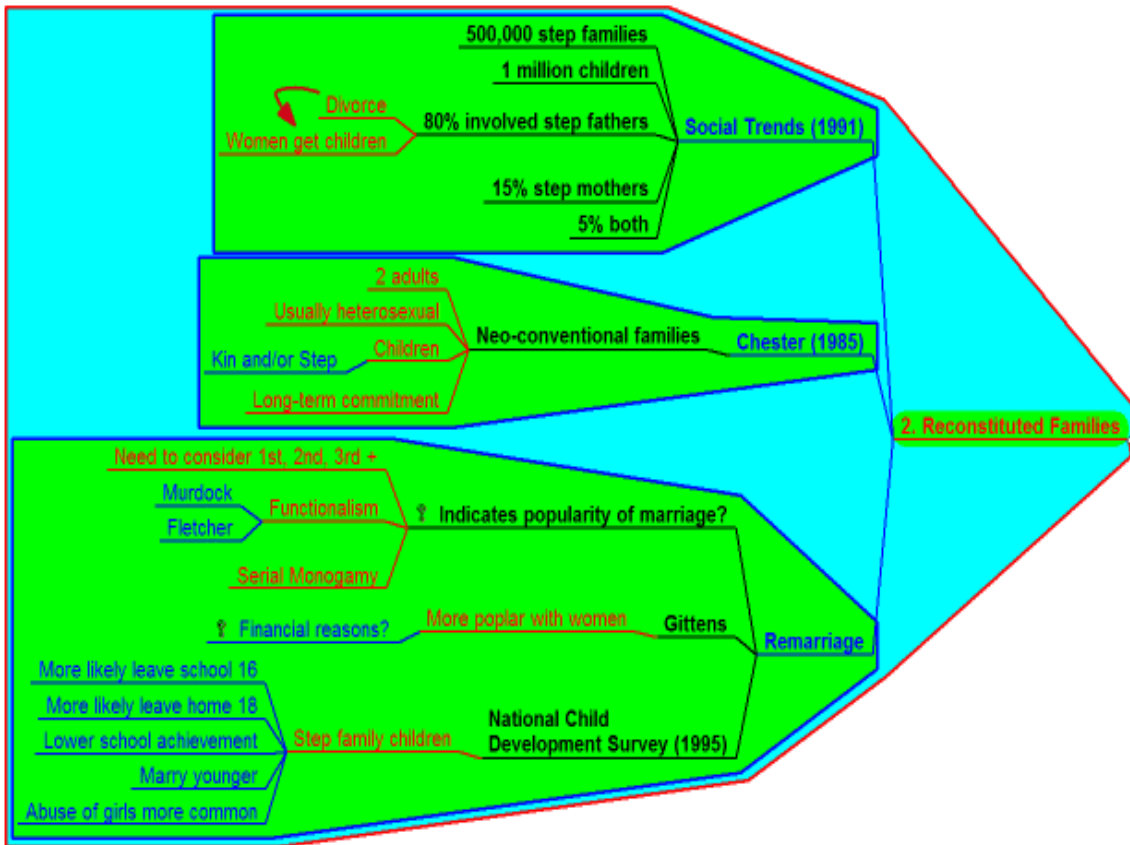 500,000 step families
1 million children
Divorce
80% involved step fathers
Women get children
Social Trends (1991)
15% step mothers
5% both
2 adults
Usually heterosexual
Neo-conventional families
Chester (1985)
Children
Kin and/or Step
Long-term commitment
2. Reconstituted Families
Need to consider 1st, 2nd, 3rd +
Murdock
Functionalism
Fletcher
? Indicates popularity of marriage?
Serial Monogamy
? Financial reasons?
More poplar with women
Gittens
Remarriage
More likely leave school 16
More likely leave home 18
Lower school achievement
Step family children
National Child
Development Survey (1995)
Marry younger
Abuse of girls more common